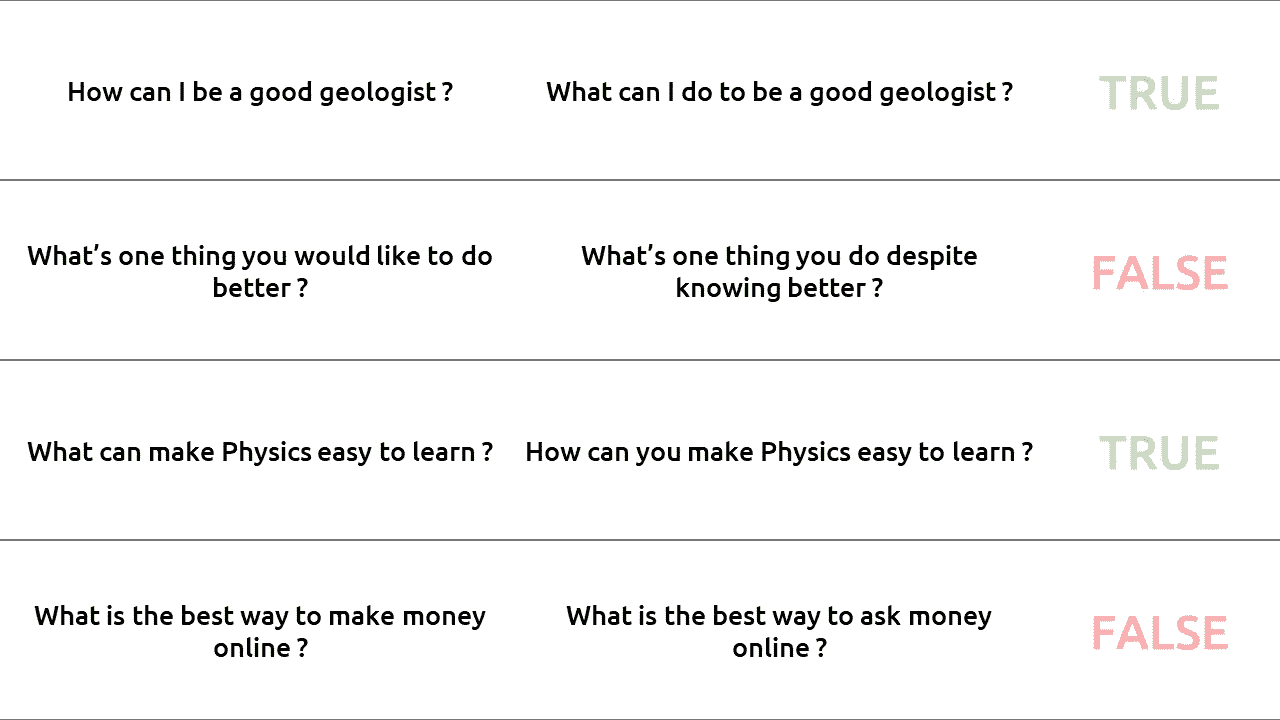 How can I be a good geologist ?
What can I do to be a good geologist ?
TRUE
What’s one thing you would like to do
better ?
What’s one thing you do despite
knowing better ?
FALSE
What can make Physics easy to learn ?
How can you make Physics easy to learn ?
TRUE
What is the best way to make money
online ?
What is the best way to ask money
online ?
FALSE